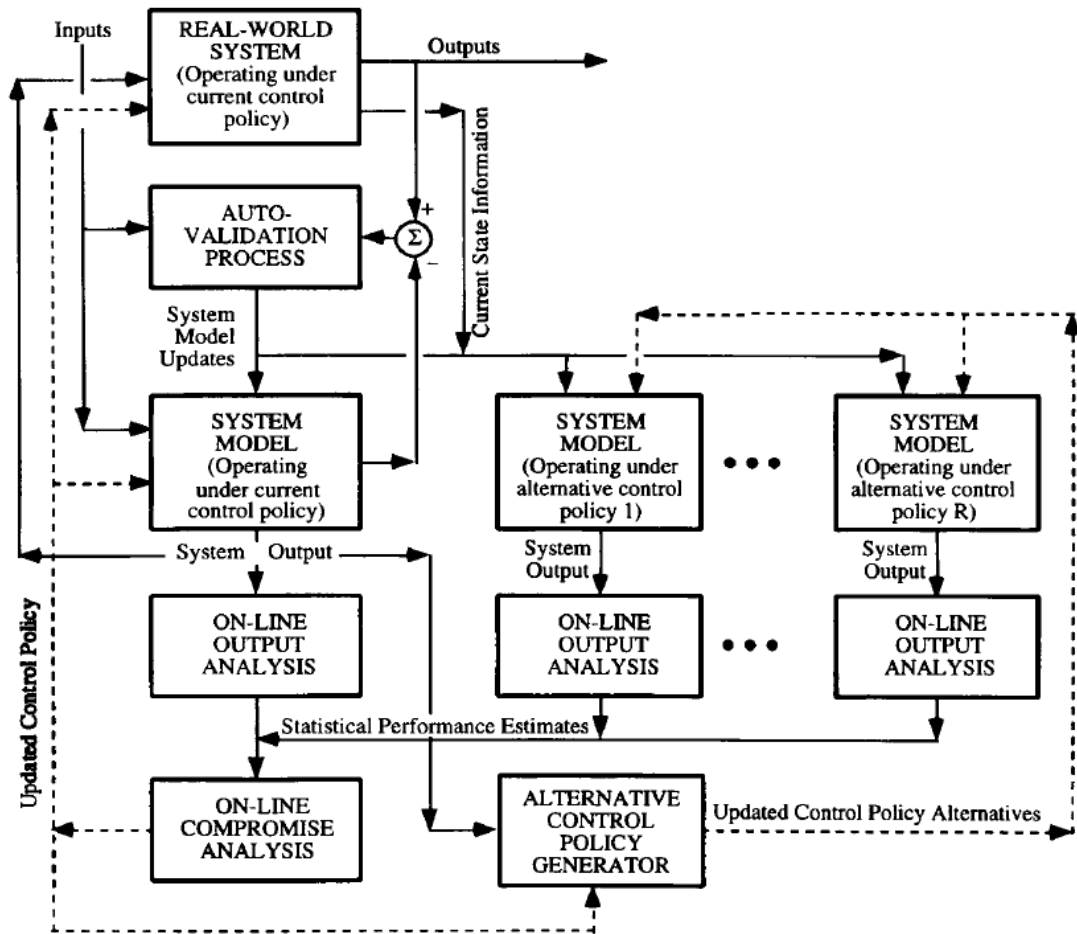 Inputs
REAL-WORLD
SYSTEM
(Operating under
current control
policy)
Outputs
Current State Information
AUTO-
VALIDATION
PROCESS
+
Σ
−
System
Model
Updates
SYSTEM
MODEL
(Operating
under current
control policy)
SYSTEM
MODEL
(Operating under
alternative control
policy 1)
SYSTEM
MODEL
(Operating under
alternative control
policy R)
System Output
System
Output
System
Output
ON-LINE
OUTPUT
ANALYSIS
ON-LINE
OUTPUT
ANALYSIS
ON-LINE
OUTPUT
ANALYSIS
Updated Control Policy
Statistical Performance Estimates
ON-LINE
COMPROMISE
ANALYSIS
ALTERNATIVE
CONTROL
POLICY
GENERATOR
Updated Control Policy Alternatives